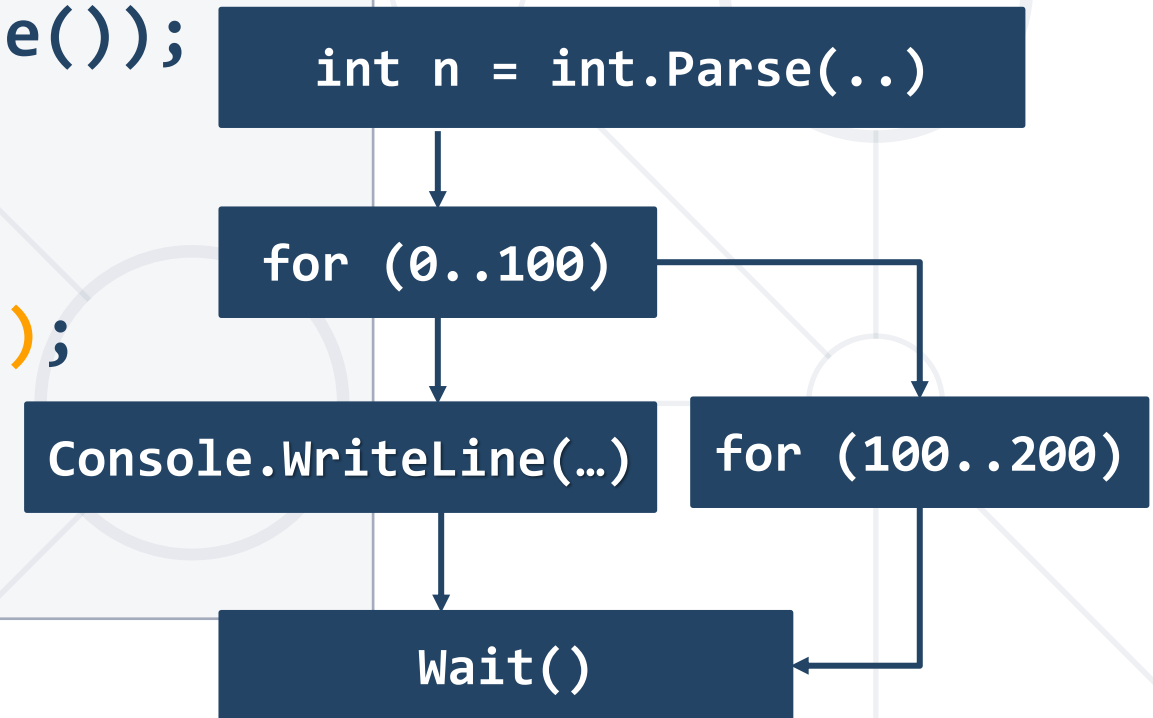 e());
int n = int.Parse(..)
for (0..100)
);
Console.WriteLine(…)
for (100..200)
Wait()